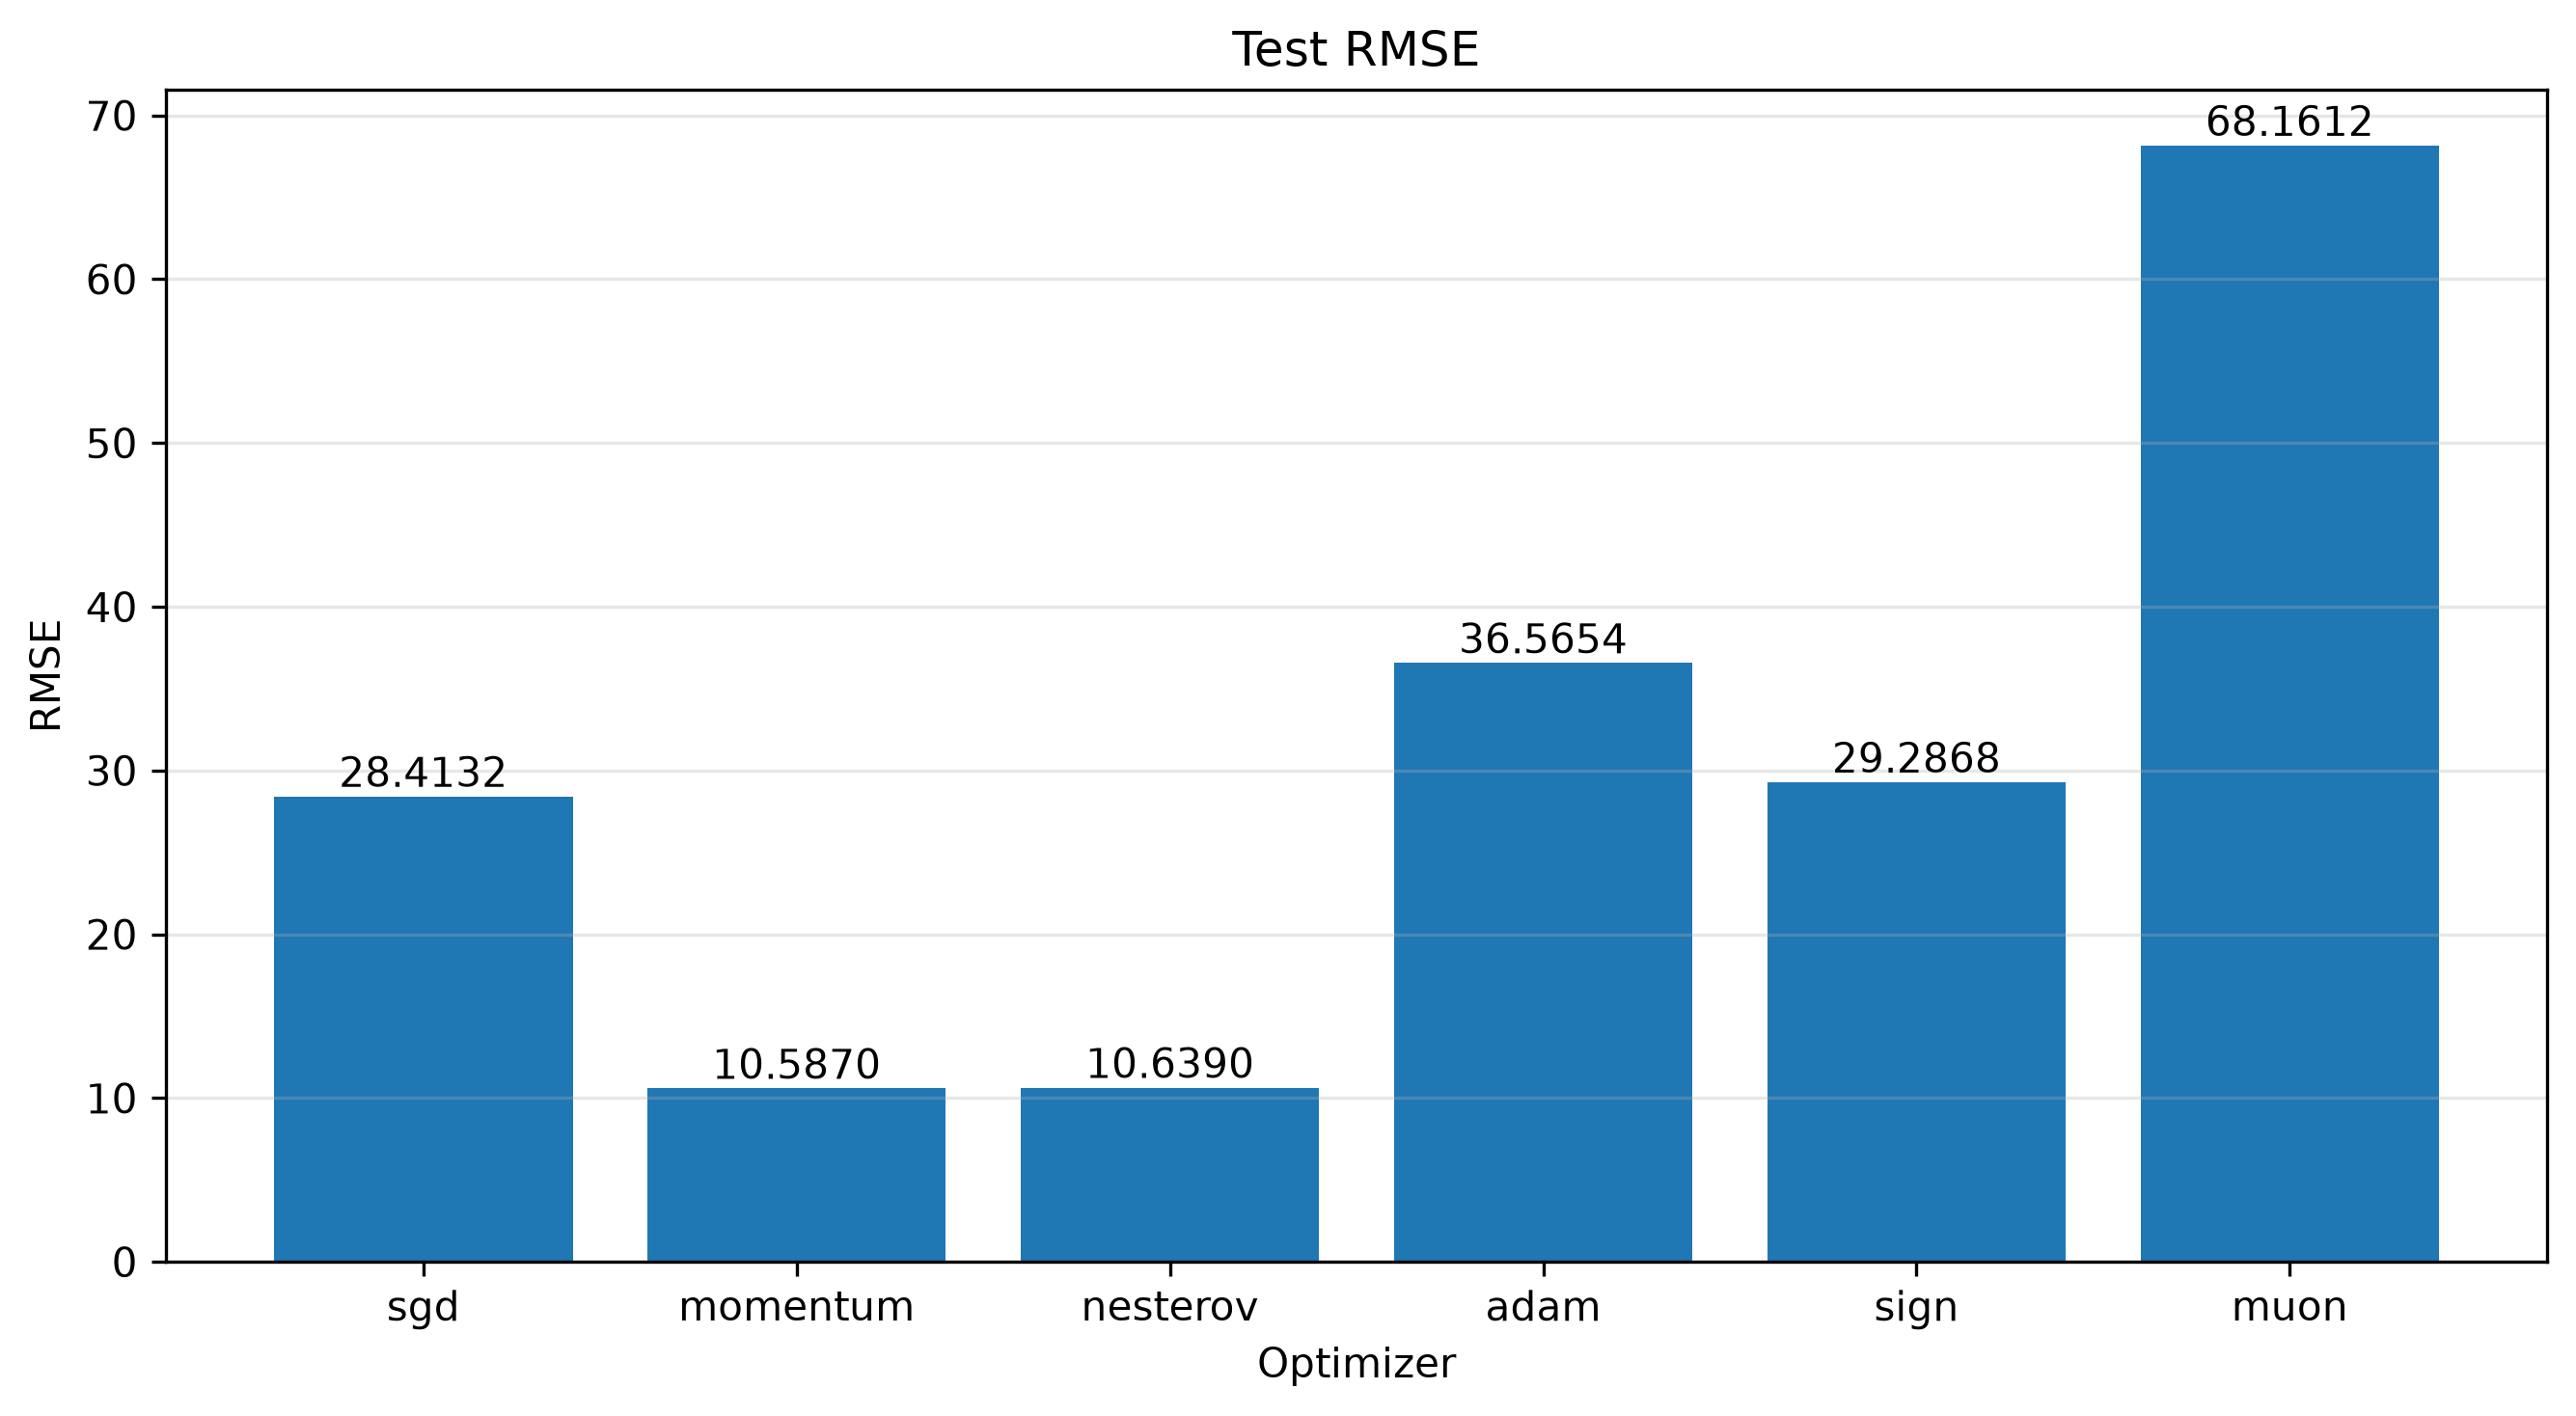 Test RMSE
70
60
50
40
30
20
10
0
RMSE
28.4132
10.5870
10.6390
36.5654
29.2868
68.1612
sgd
momentum
nesterov
adam
sign
muon
Optimizer